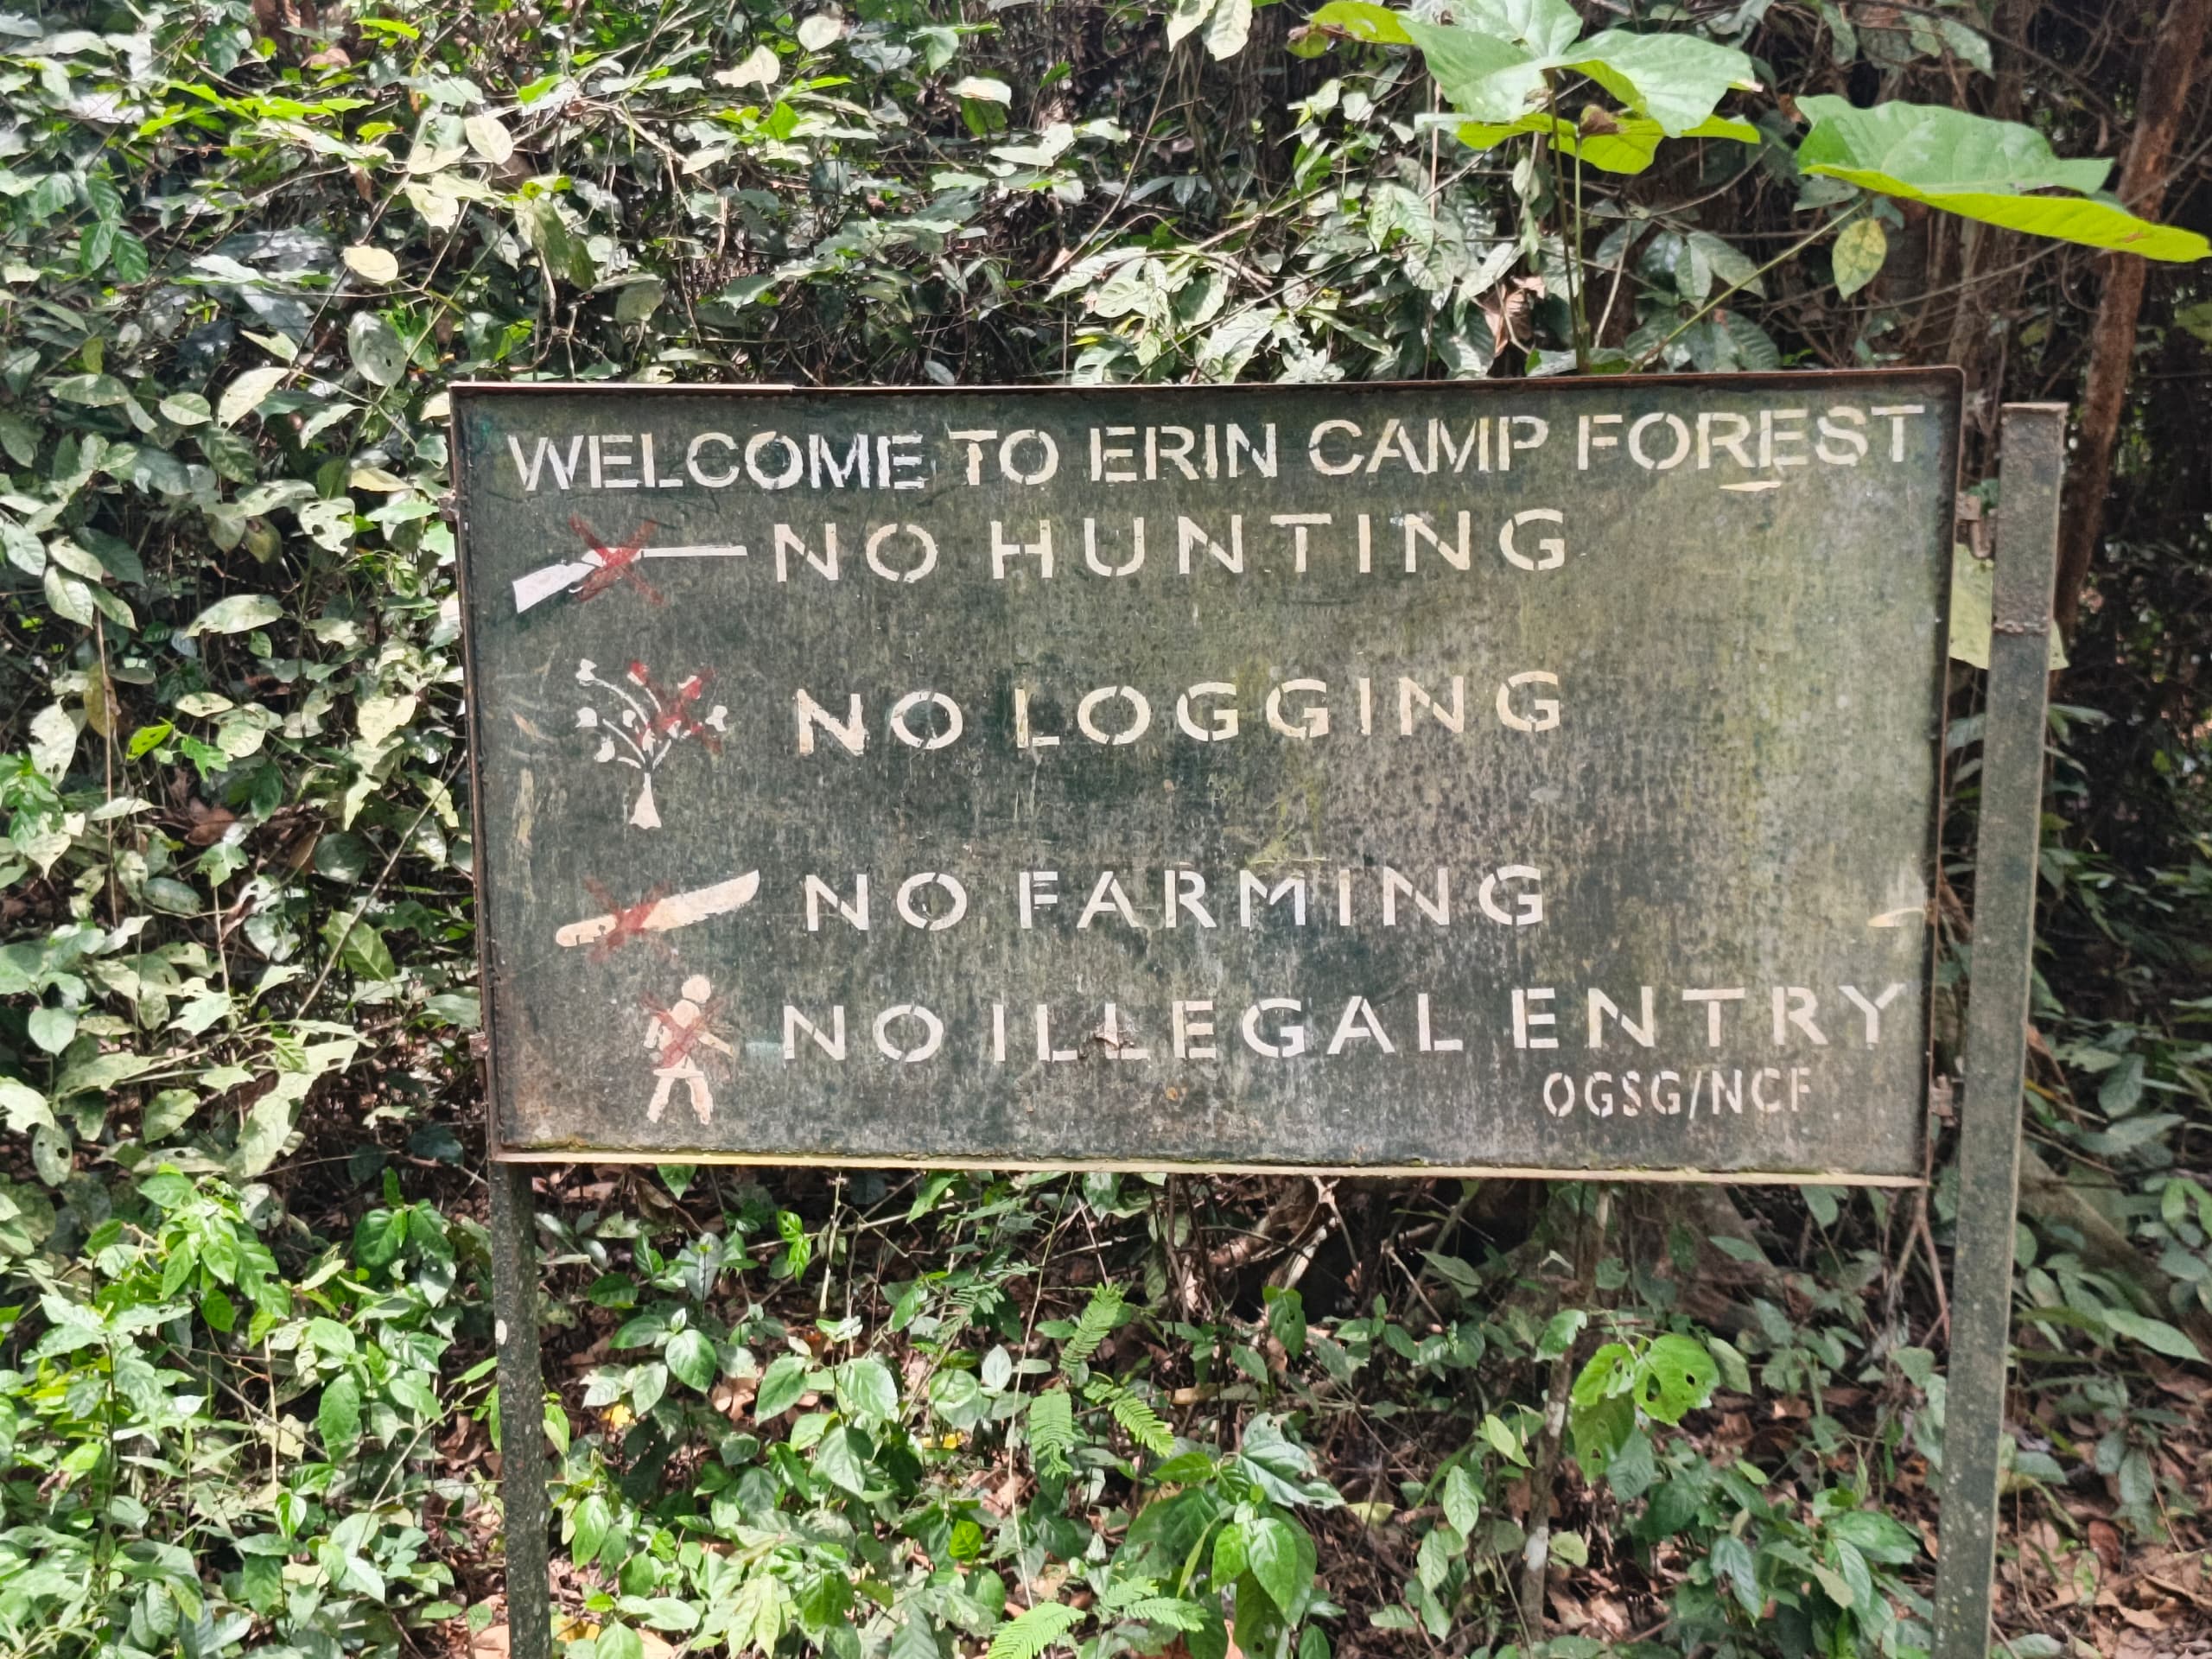 WELCOME TO ERIN CAMP FOREST
NO HUNTING
NO LOGGING
NO FARMING
NO ILLEGAL ENTRY
OGSG/NCF